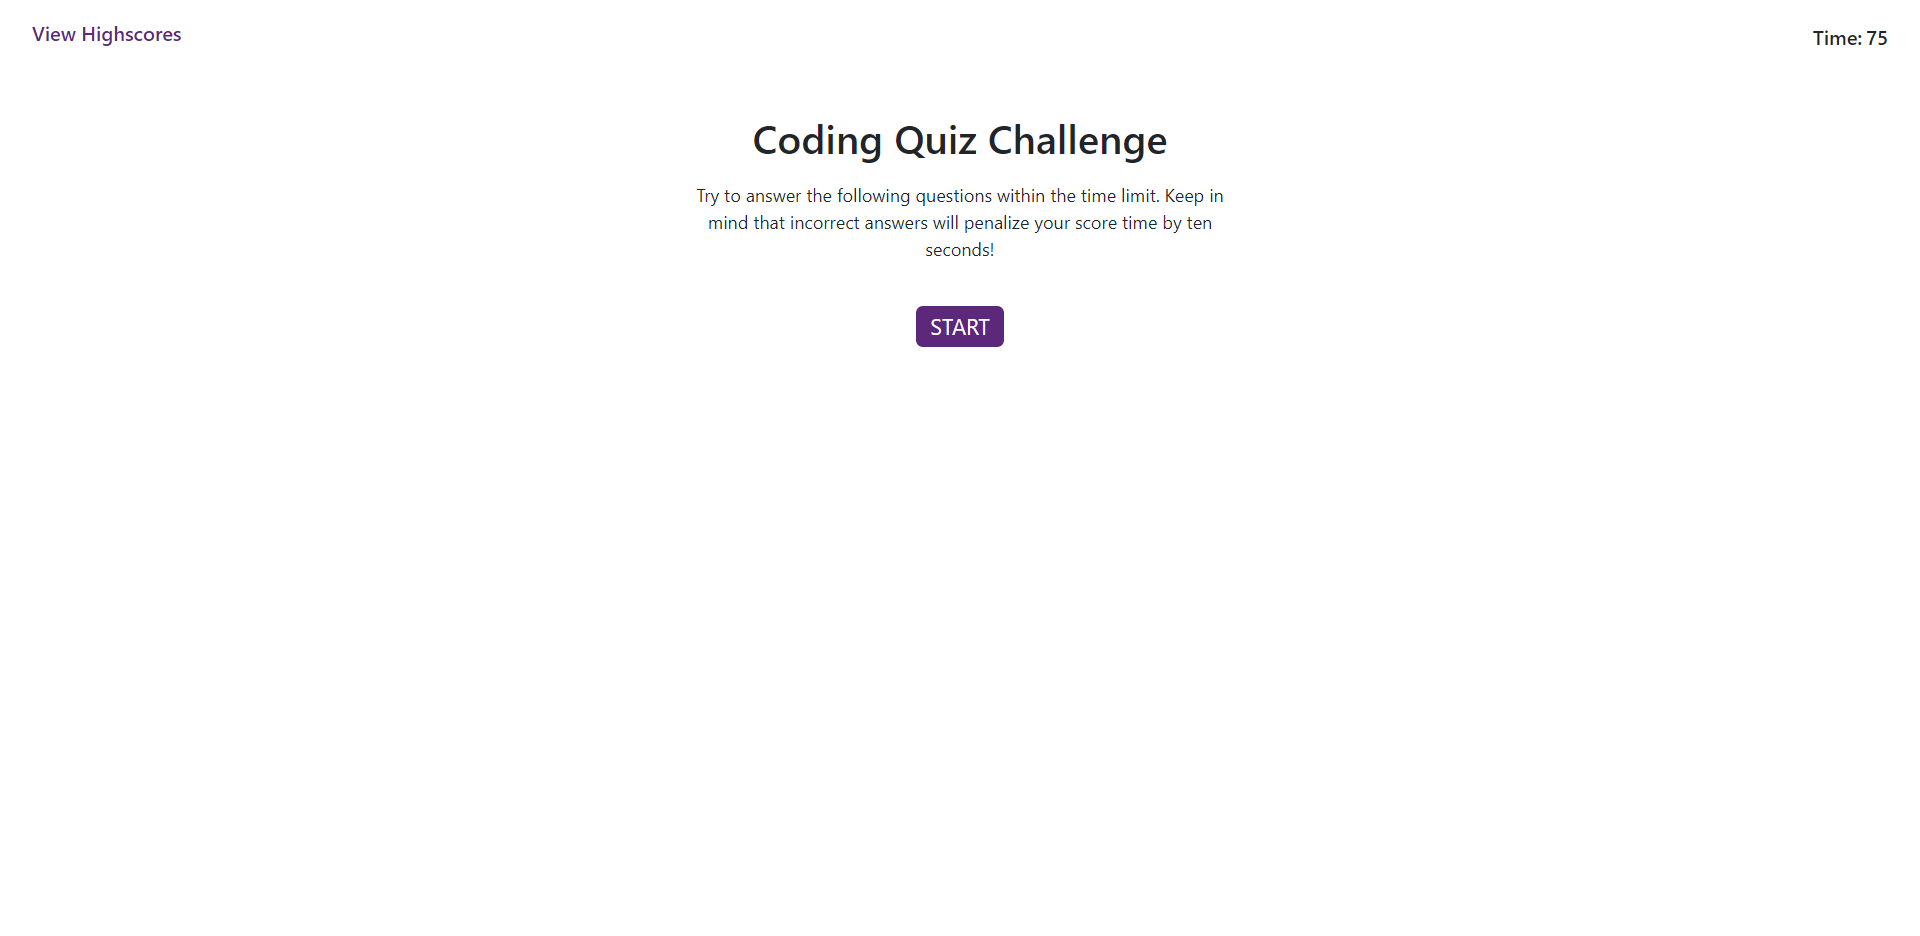 View Highscores
Time: 75
Coding Quiz Challenge
Try to answer the following questions within the time limit. Keep in
mind that incorrect answers will penalize your score time by ten
seconds!
START